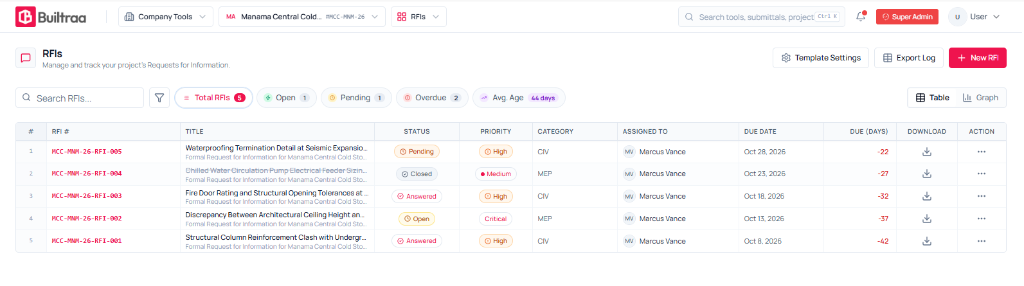 Builtraa
Company Tools
MA Manama Central Cold... #MCC-MNM-26-
RFIs
Search tools, submittals, project Ctrl K
Super Admin
U User
RFIs
Manage and track your project's Requests for Information.
Template Settings
Export Log
+ New RFI
Search RFIs...
Total RFIs 5
Open 1
Pending 1
Overdue 2
Avg. Age 44 days
Table
Graph
# RFI # TITLE STATUS PRIORITY CATEGORY ASSIGNED TO DUE DATE DUE (DAYS) DOWNLOAD ACTION
1 MCC-MNM-26-RFI-005 Waterproofing Termination Detail at Seismic Expansio... Pending High CIV MV Marcus Vance Oct 28, 2026 -22
Formal Request for Information for Manama Central Cold Sto...
2 MCC-MNM-26-RFI-004 Chilled Water Circulation Pump Electrical Feeder Sizin... Closed Medium MEP MV Marcus Vance Oct 23, 2026 -27
Formal Request for Information for Manama Central Cold Sto...
3 MCC-MNM-26-RFI-003 Fire Door Rating and Structural Opening Tolerances at... Answered High CIV MV Marcus Vance Oct 18, 2026 -32
Formal Request for Information for Manama Central Cold Sto...
4 MCC-MNM-26-RFI-002 Discrepancy Between Architectural Ceiling Height an... Open Critical MEP MV Marcus Vance Oct 13, 2026 -37
Formal Request for Information for Manama Central Cold Sto...
5 MCC-MNM-26-RFI-001 Structural Column Reinforcement Clash with Undergr... Answered High CIV MV Marcus Vance Oct 8, 2026 -42
Formal Request for Information for Manama Central Cold Sto...